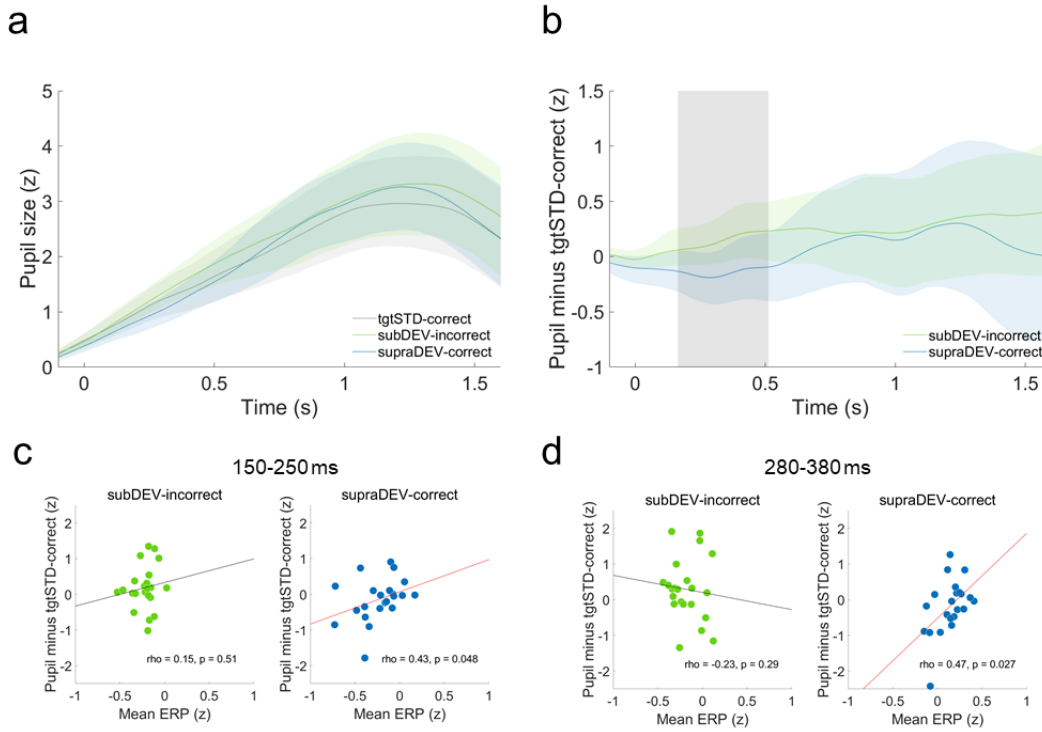 a
b
5
4
3
2
1
0
Pupil size (z)
0
0.5
1
1.5
Time (s)
tgtSTD-correct
subDEV-incorrect
supraDEV-correct
1.5
1
0.5
0
-0.5
-1
Pupil minus tgtSTD-correct (z)
0
0.5
1
1.5
Time (s)
subDEV-incorrect
supraDEV-correct
c
150-250 ms
subDEV-incorrect
2
1
0
-1
-2
Pupil minus tgtSTD-correct (z)
rho = 0.15, p = 0.51
-1
-0.5
0
0.5
1
Mean ERP (z)
supraDEV-correct
2
1
0
-1
-2
Pupil minus tgtSTD-correct (z)
rho = 0.43, p = 0.048
-1
-0.5
0
0.5
1
Mean ERP (z)
d
280-380 ms
subDEV-incorrect
2
1
0
-1
-2
Pupil minus tgtSTD-correct (z)
rho = -0.23, p = 0.29
-1
-0.5
0
0.5
1
Mean ERP (z)
supraDEV-correct
2
1
0
-1
-2
Pupil minus tgtSTD-correct (z)
rho = 0.47, p = 0.027
-1
-0.5
0
0.5
1
Mean ERP (z)